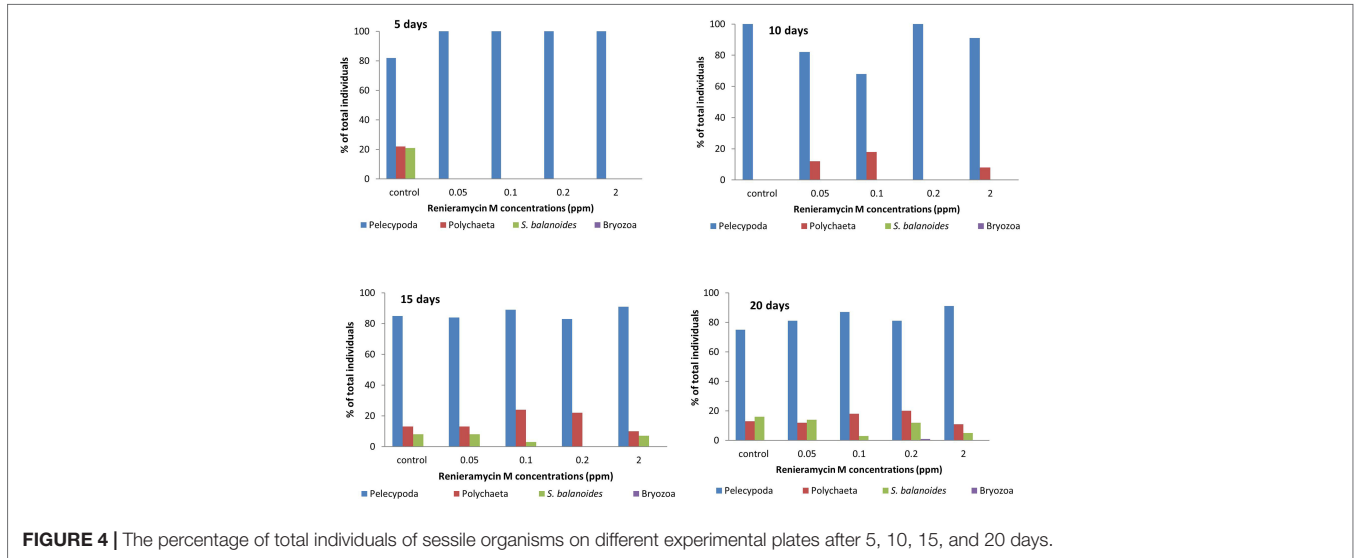 5 days
% of total individuals
100
80
60
40
20
0
control 0.05 0.1 0.2 2
Renieramycin M concentrations (ppm)
Pelecypoda Polychaeta S. balanoides Bryozoa
10 days
% of total individuals
100
80
60
40
20
0
control 0.05 0.1 0.2 2
Renieramycin M concentrations (ppm)
Pelecypoda Polychaeta S. balanoides Bryozoa
15 days
% of total individuals
100
80
60
40
20
0
control 0.05 0.1 0.2 2
Renieramycin M concentrations (ppm)
Pelecypoda Polychaeta S. balanoides Bryozoa
20 days
% of total individuals
100
80
60
40
20
0
control 0.05 0.1 0.2 2
Renieramycin M concentrations (ppm)
Pelecypoda Polychaeta S. balanoides Bryozoa
FIGURE 4 | The percentage of total individuals of sessile organisms on different experimental plates after 5, 10, 15, and 20 days.